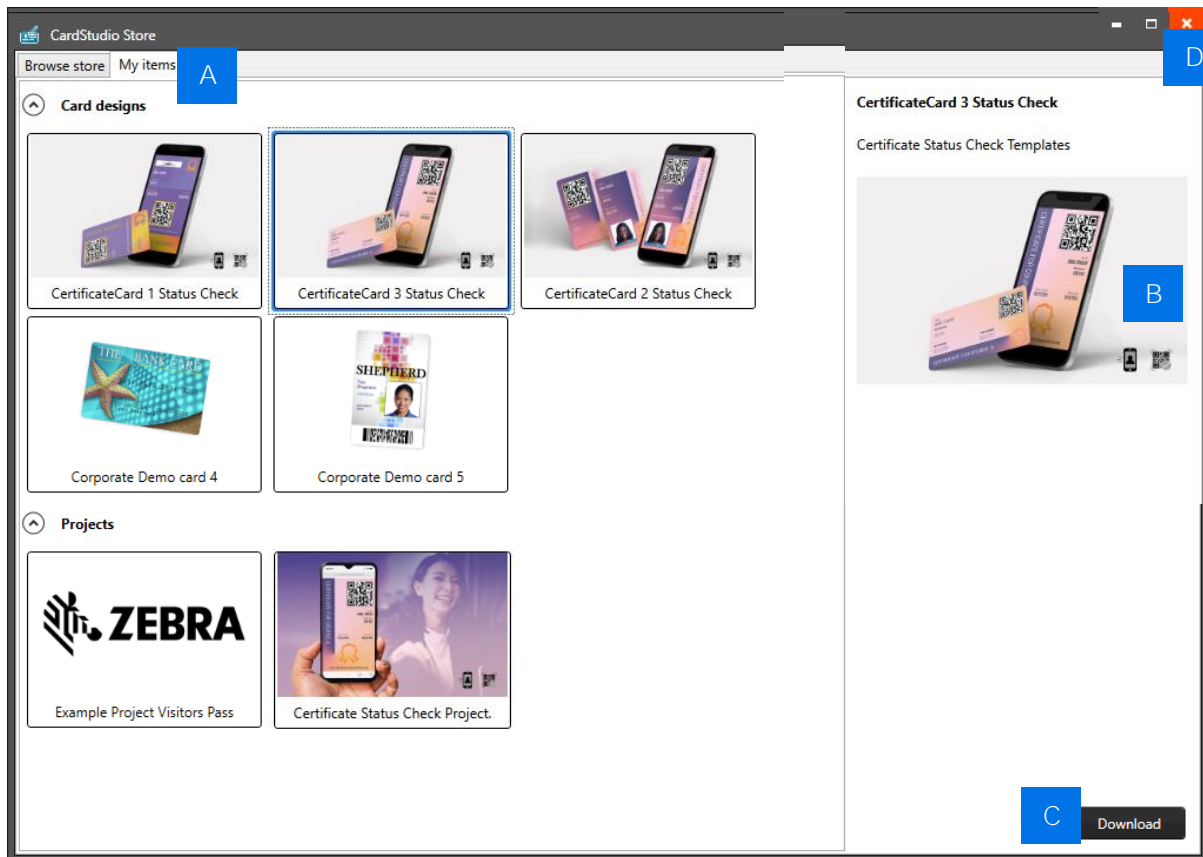 CardStudio Store
Browse store
My items
A
D
Card designs
CertificateCard 1 Status Check
CertificateCard 3 Status Check
CertificateCard 2 Status Check
THE BANK CARD
SHEPHERD
Corporate Demo card 4
Corporate Demo card 5
Projects
ZEBRA
Example Project Visitors Pass
Certificate Status Check Project.
CertificateCard 3 Status Check
Certificate Status Check Templates
B
C
Download